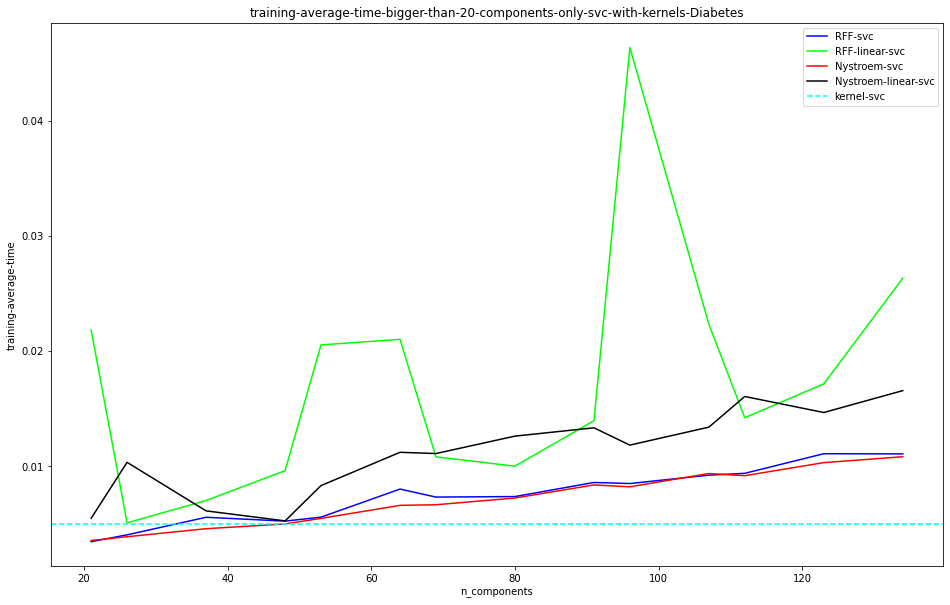 training-average-time-bigger-than-20-components-only-svc-with-kernels-Diabetes
RFF-svc
RFF-linear-svc
Nystroem-svc
Nystroem-linear-svc
kernel-svc
0.04
0.03
0.02
0.01
training-average-time
20
40
60
80
100
120
n_components